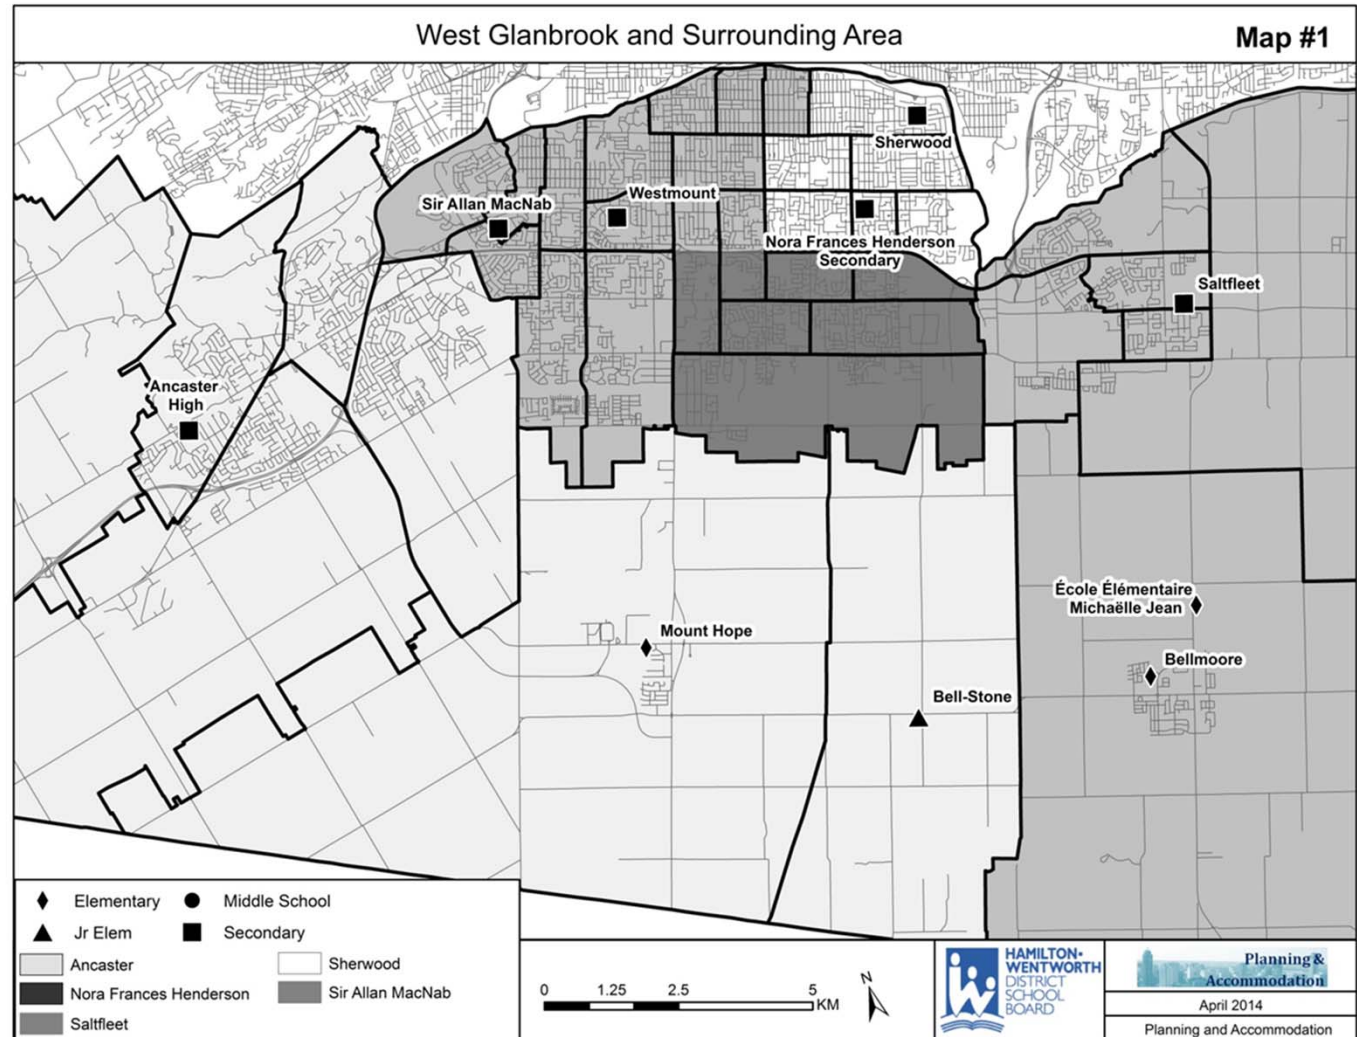 West Glanbrook and Surrounding Area
Map #1
Sherwood
Sir Allan MacNab
Westmount
Nora Frances Henderson
Secondary
Saltfleet
Ancaster
High
École Élémentaire
Michaëlle Jean
Mount Hope
Bellmoore
Bell-Stone
Elementary
Middle School
Jr Elem
Secondary
Ancaster
Sherwood
Nora Frances Henderson
Sir Allan MacNab
Saltfleet
0 1.25 2.5 5
KM
N
HAMILTON-
WENTWORTH
DISTRICT
SCHOOL
BOARD
Planning &
Accommodation
April 2014
Planning and Accommodation